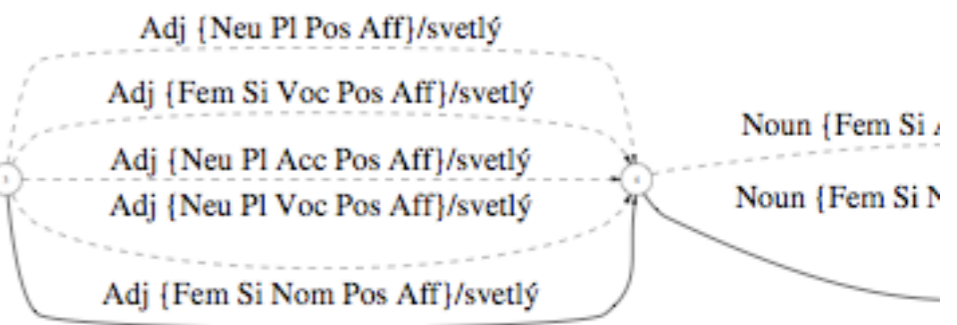 Adj {Neu Pl Pos Aff}/svetlý
Adj {Fem Si Voc Pos Aff}/svetlý
Adj {Neu Pl Acc Pos Aff}/svetlý
Adj {Neu Pl Voc Pos Aff}/svetlý
Adj {Fem Si Nom Pos Aff}/svetlý
Noun {Fem Si
Noun {Fem Si N